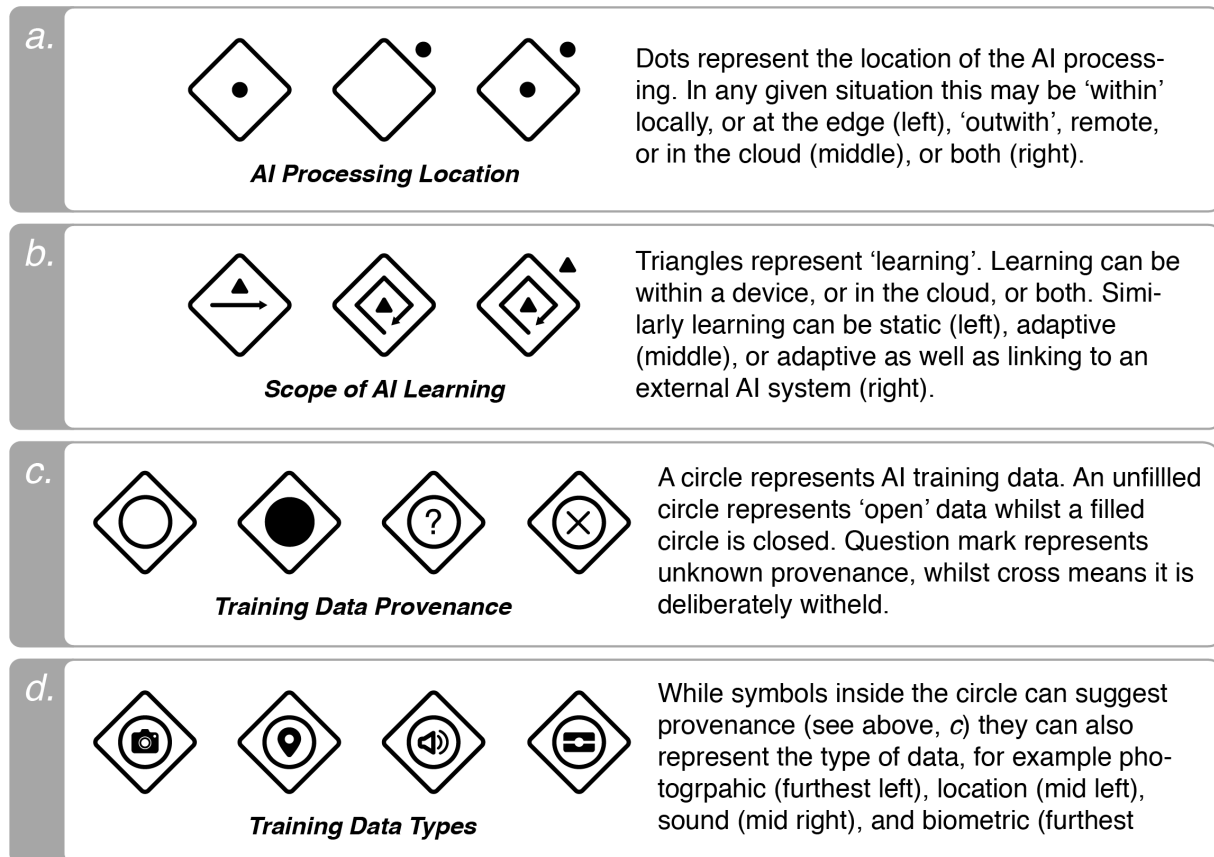 a.
AI Processing Location
Dots represent the location of the AI process-
ing. In any given situation this may be ‘within’
locally, or at the edge (left), ‘outwith’, remote,
or in the cloud (middle), or both (right).
b.
Scope of AI Learning
Triangles represent ‘learning’. Learning can be
within a device, or in the cloud, or both. Simi-
larly learning can be static (left), adaptive
(middle), or adaptive as well as linking to an
external AI system (right).
c.
?
Training Data Provenance
A circle represents AI training data. An unfillled
circle represents ‘open’ data whilst a filled
circle is closed. Question mark represents
unknown provenance, whilst cross means it is
deliberately witheld.
d.
Training Data Types
While symbols inside the circle can suggest
provenance (see above, c) they can also
represent the type of data, for example pho-
togrpahic (furthest left), location (mid left),
sound (mid right), and biometric (furthest